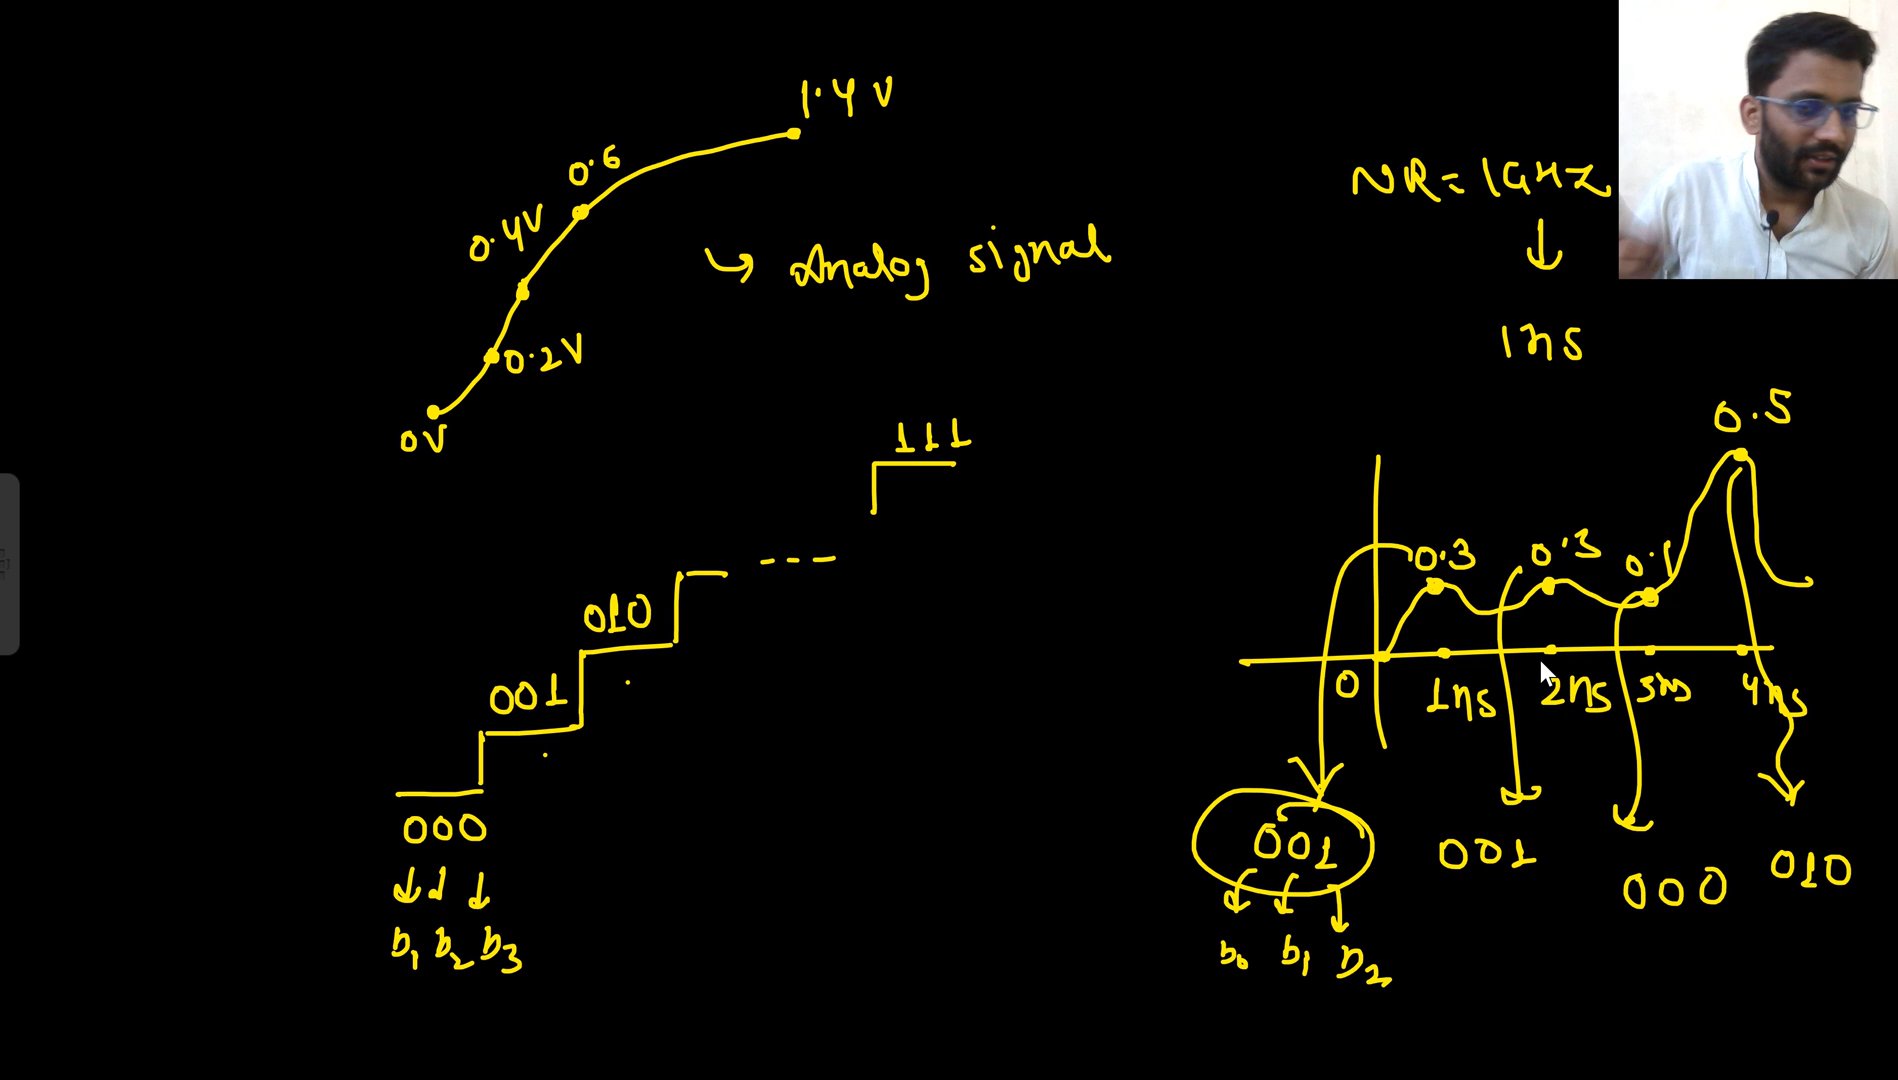 1.4 V
0.6
0.4V
Analog signal
0.2V
0V
NR = 1GHZ
1ns
111
010
001
000
b1 b2 b3
0.5
0.3
0.3
0.1
0
1ns
2ns
3ns
4ns
001
001
000
010
b0 b1 b2